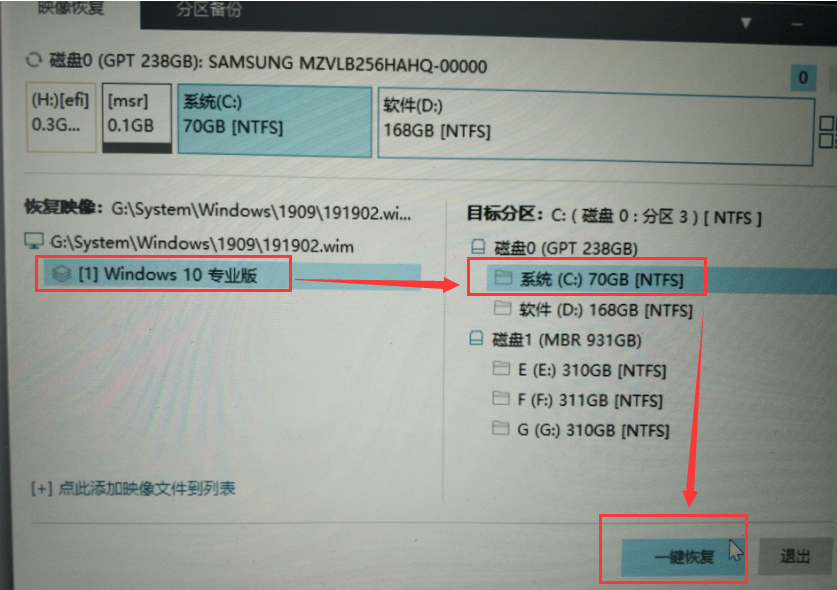 映像恢复 分区备份
磁盘0 (GPT 238GB): SAMSUNG MZVLB256HAHQ-00000
0
(H:)[efi] [msr] 系统(C:) 软件(D:)
0.3G... 0.1GB 70GB [NTFS] 168GB [NTFS]
恢复映像: G:\System\Windows\1909\191902.wi...
G:\System\Windows\1909\191902.wim
[1] Windows 10 专业版
[+] 点此添加映像文件到列表
目标分区: C: ( 磁盘 0 : 分区 3 ) [ NTFS ]
磁盘0 (GPT 238GB)
系统 (C:) 70GB [NTFS]
软件 (D:) 168GB [NTFS]
磁盘1 (MBR 931GB)
E (E:) 310GB [NTFS]
F (F:) 311GB [NTFS]
G (G:) 310GB [NTFS]
一键恢复 退出